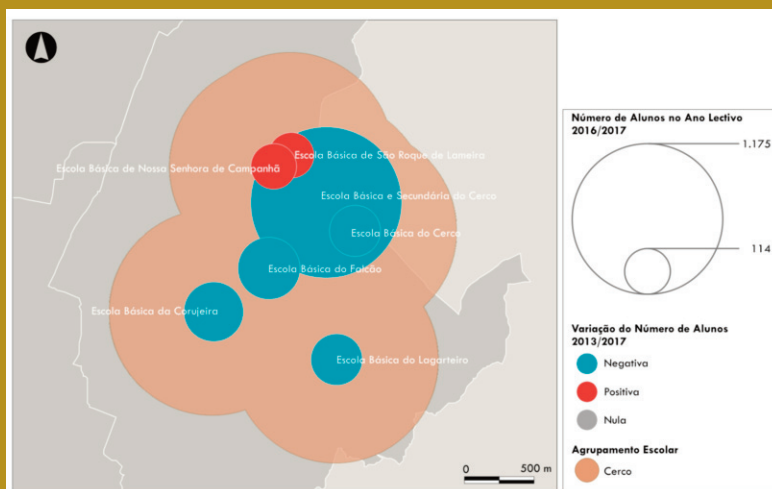 Escola Básica de São Roque de Lameira
Escola Básica de Nossa Senhora de Campanhã
Escola Básica e Secundária do Cerco
Escola Básica do Cerco
Escola Básica do Falcão
Escola Básica da Corujeira
Escola Básica do Lagarteiro
0 500 m
Número de Alunos no Ano Lectivo
2016/2017
1.175
114
Variação do Número de Alunos
2013/2017
Negativa
Positiva
Nula
Agrupamento Escolar
Cerco